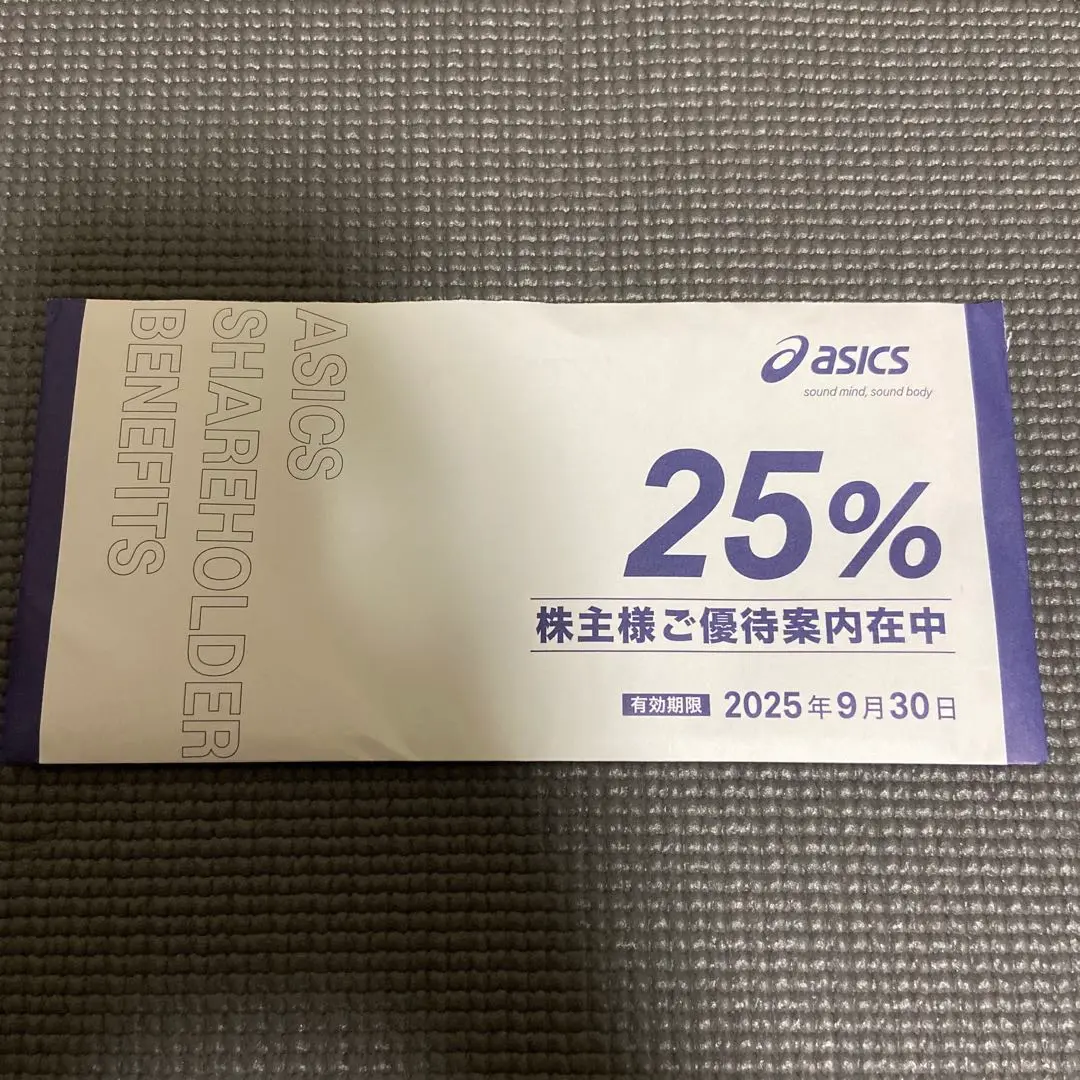 ASICS
SHAREHOLDER
BENEFITS
asics
sound mind, sound body
25%
株主様ご優待案内在中
有効期限 2025年9月30日